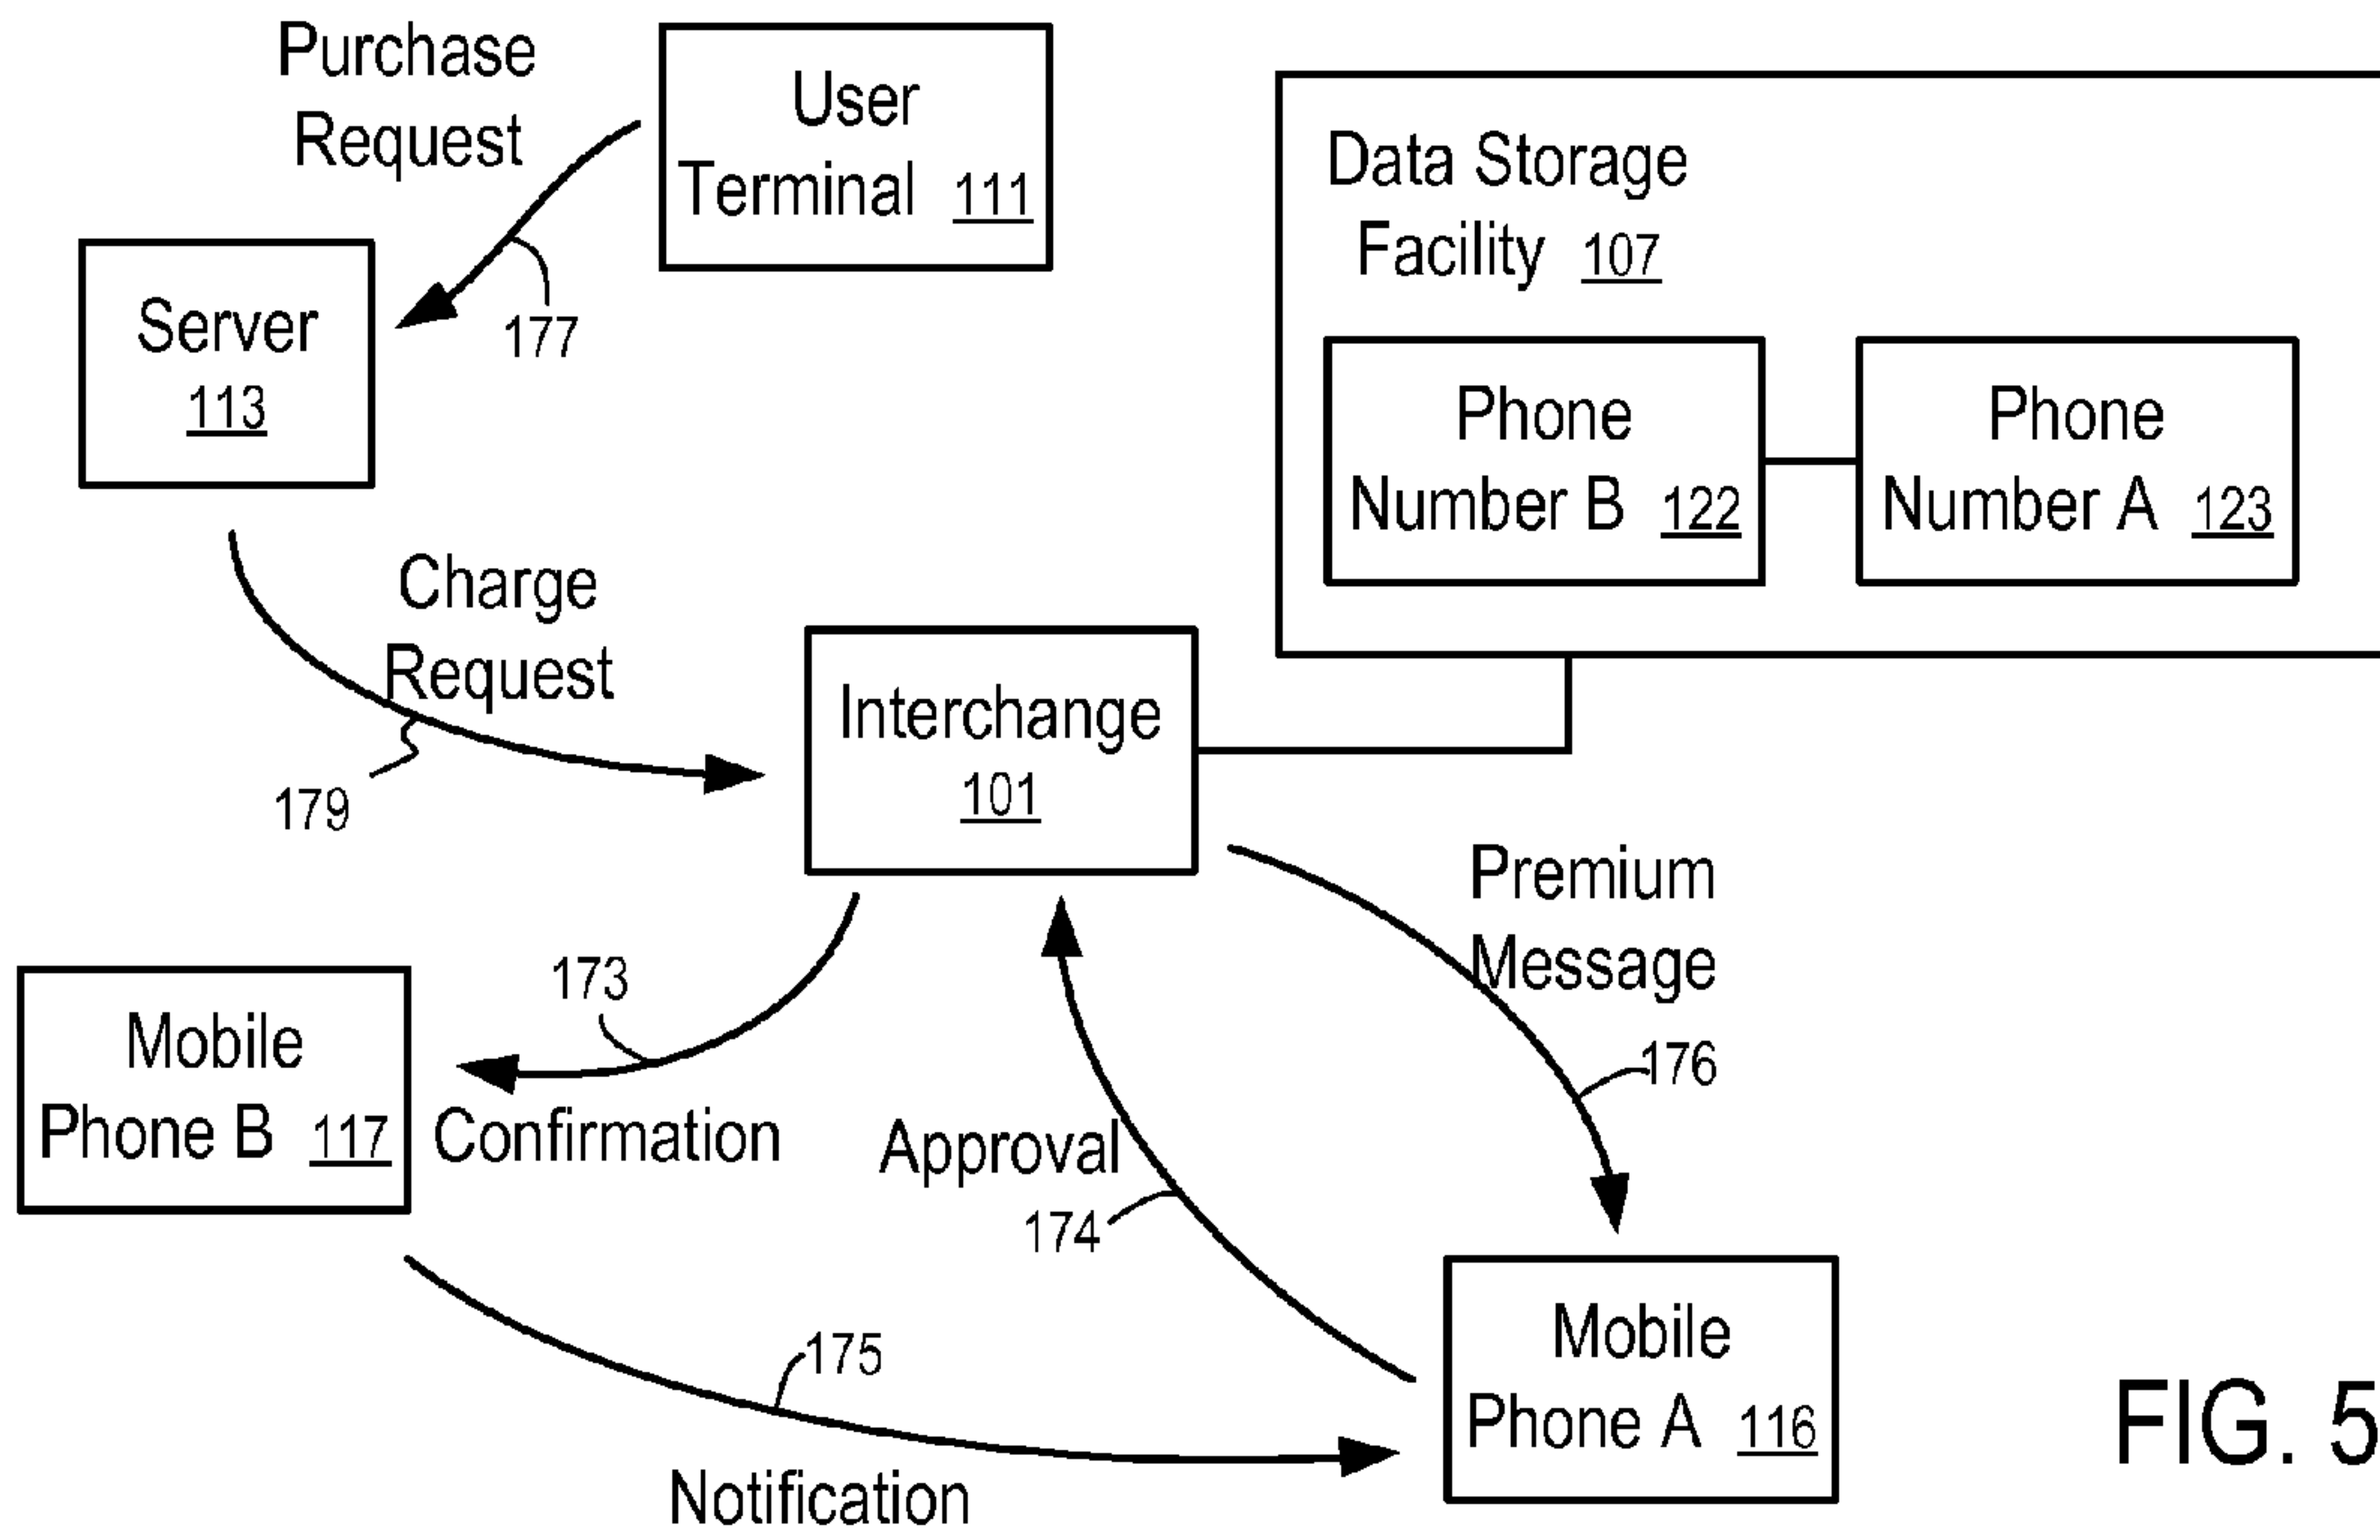 Purchase
Request
User
Terminal 111
177
Server
113
Data Storage
Facility 107
Phone
Number B 122
Phone
Number A 123
Charge
Request
179
Interchange
101
Premium
Message
176
173
Mobile
Phone B 117
Confirmation
Approval
174
175
Notification
Mobile
Phone A 116
FIG. 5